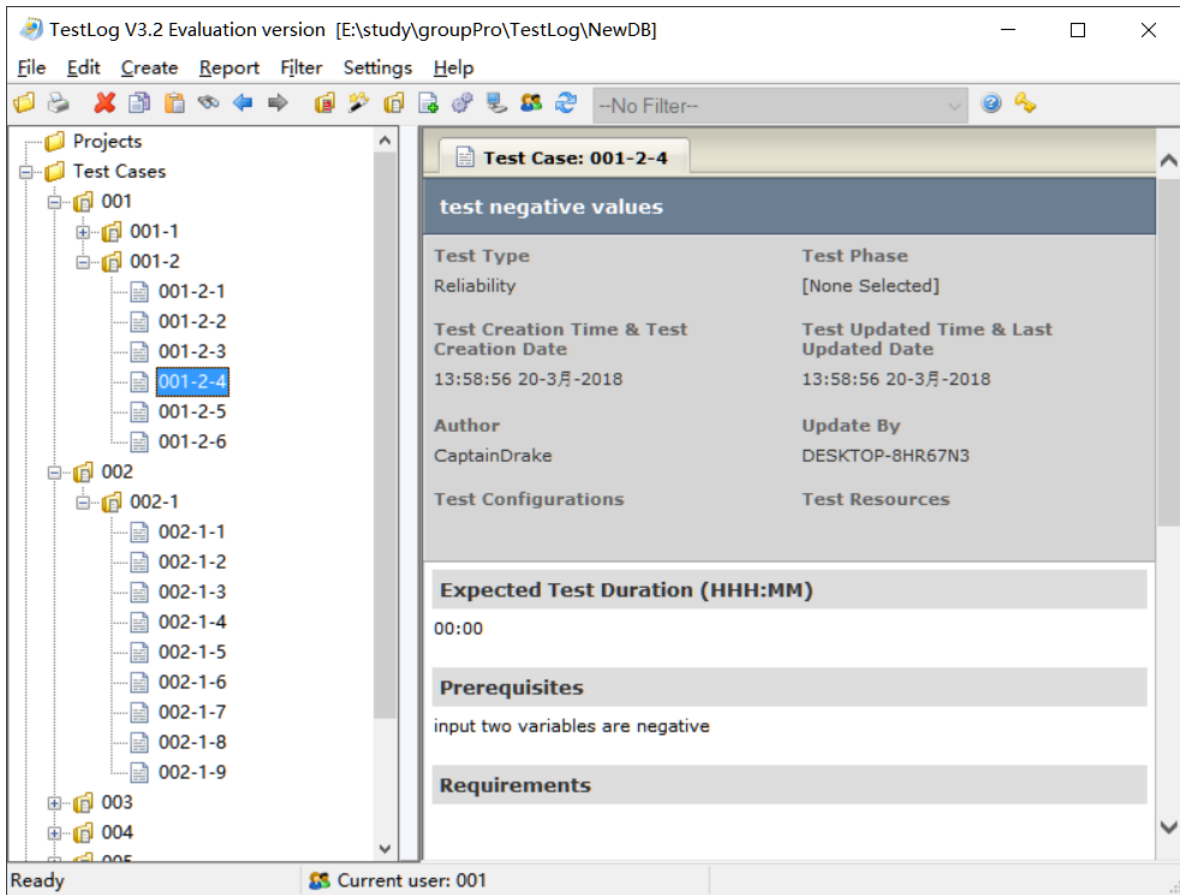 TestLog V3.2 Evaluation version [E:\study\groupPro\TestLog\NewDB]
File Edit Create Report Filter Settings Help
--No Filter--
Projects
Test Cases
001
001-1
001-2
001-2-1
001-2-2
001-2-3
001-2-4
001-2-5
001-2-6
002
002-1
002-1-1
002-1-2
002-1-3
002-1-4
002-1-5
002-1-6
002-1-7
002-1-8
002-1-9
003
004
005
Test Case: 001-2-4
test negative values
Test Type
Reliability
Test Phase
[None Selected]
Test Creation Time & Test
Creation Date
13:58:56 20-3月-2018
Test Updated Time & Last
Updated Date
13:58:56 20-3月-2018
Author
CaptainDrake
Update By
DESKTOP-8HR67N3
Test Configurations
Test Resources
Expected Test Duration (HHH:MM)
00:00
Prerequisites
input two variables are negative
Requirements
Ready
Current user: 001